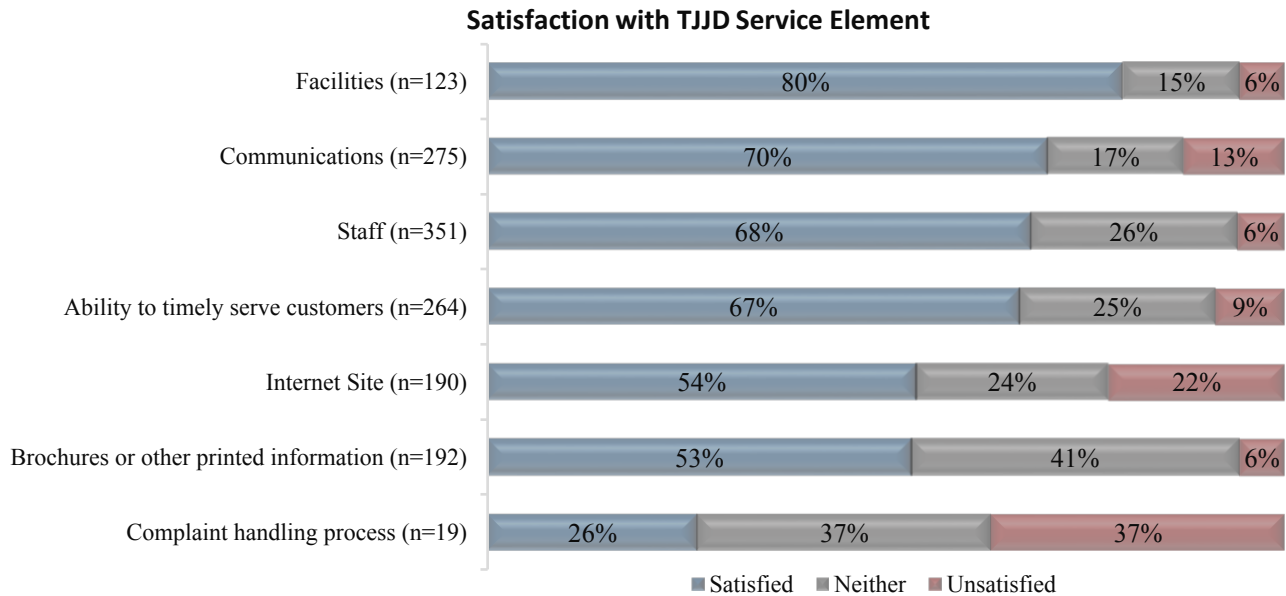 Satisfaction with TJJD Service Element
Facilities (n=123) 80% 15% 6%
Communications (n=275) 70% 17% 13%
Staff (n=351) 68% 26% 6%
Ability to timely serve customers (n=264) 67% 25% 9%
Internet Site (n=190) 54% 24% 22%
Brochures or other printed information (n=192) 53% 41% 6%
Complaint handling process (n=19) 26% 37% 37%
Satisfied Neither Unsatisfied